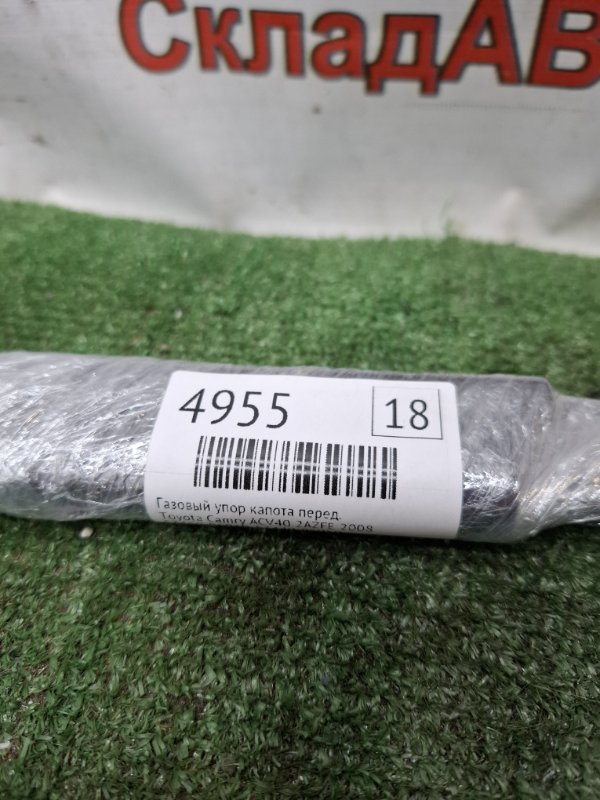 СкладАВ
4955
18
Газовый упор капота перед.
Toyota Camry ACV40 2AZFE 2008